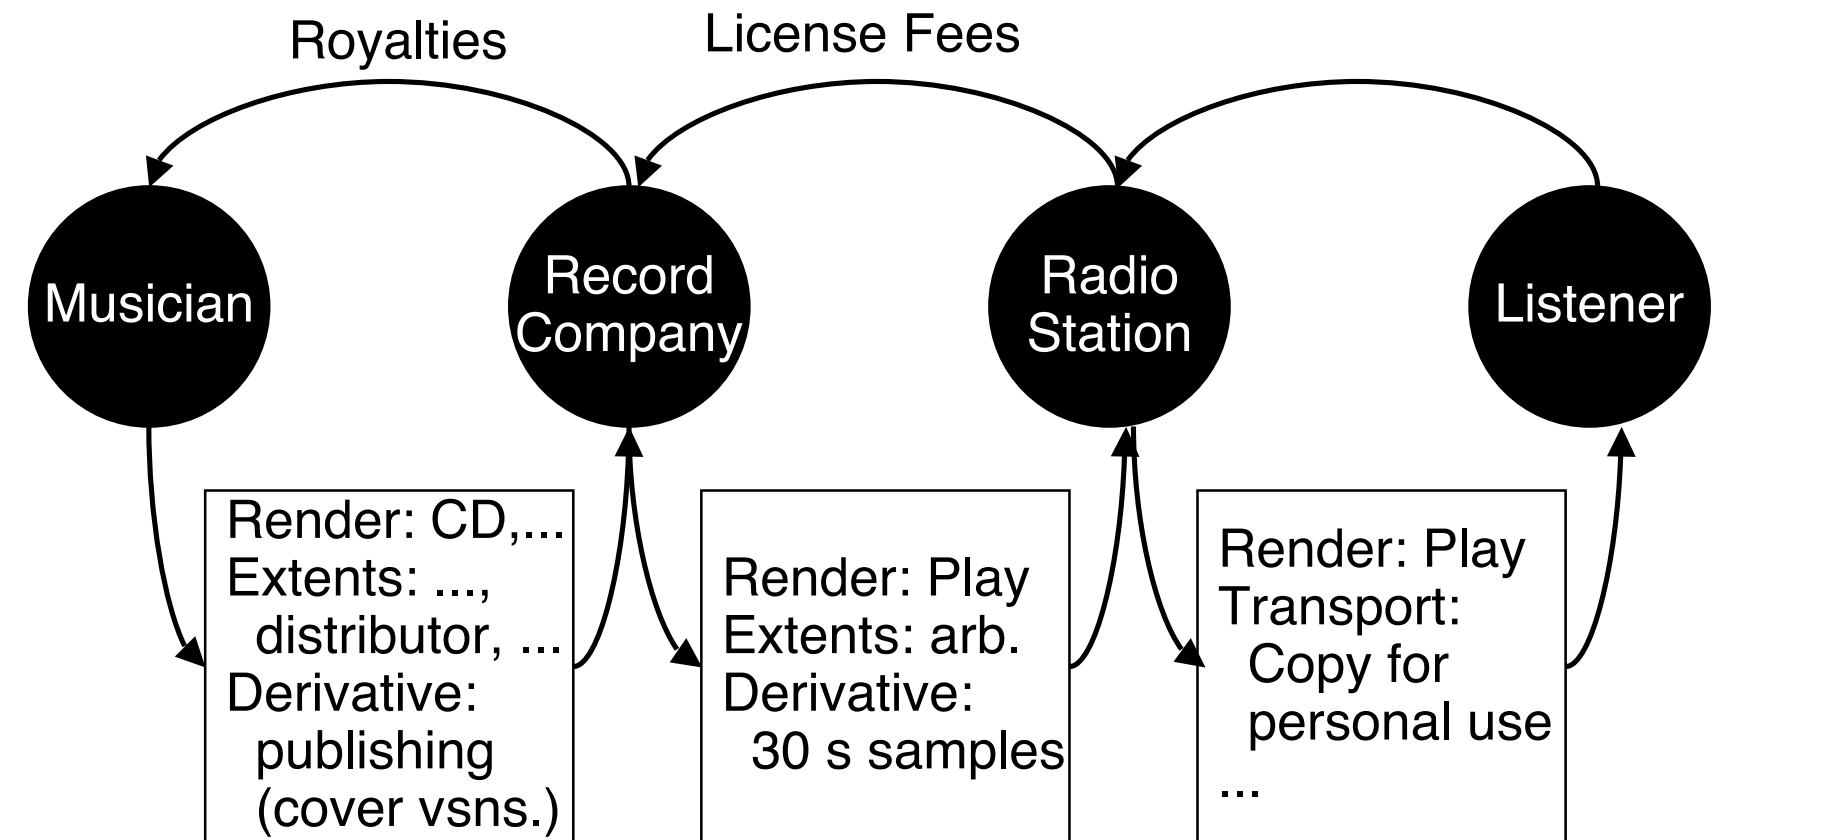 Royalties
License Fees
Musician
Record
Company
Radio
Station
Listener
Render: CD,...
Extents: ...,
distributor, ...
Derivative:
publishing
(cover vsns.)
Render: Play
Extents: arb.
Derivative:
30 s samples
Render: Play
Transport:
Copy for
personal use
...